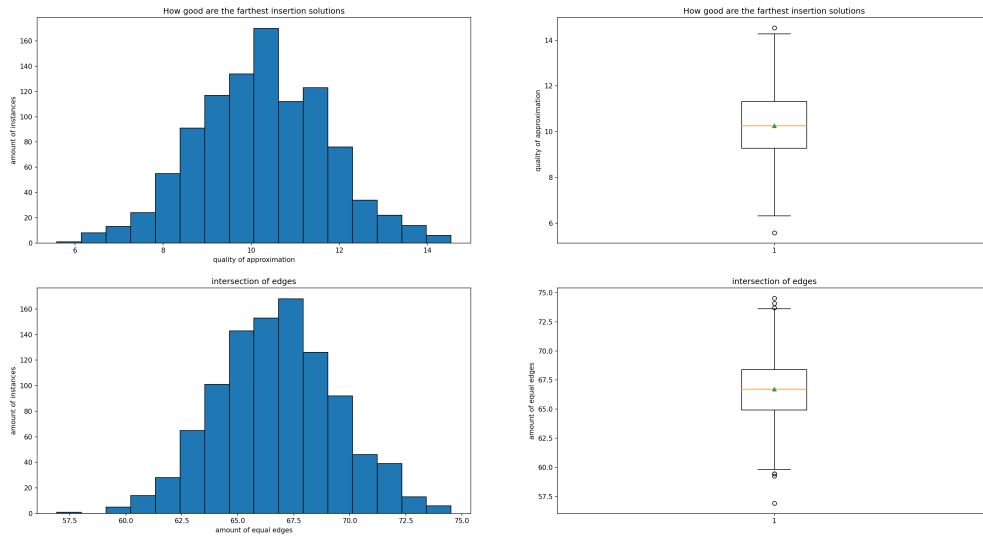 How good are the farthest insertion solutions
amount of instances
160
140
120
100
80
60
40
20
0
6 8 10 12 14
quality of approximation
How good are the farthest insertion solutions
quality of approximation
14
12
10
8
6
1
intersection of edges
amount of instances
160
140
120
100
80
60
40
20
0
57.5 60.0 62.5 65.0 67.5 70.0 72.5 75.0
amount of equal edges
intersection of edges
amount of equal edges
75.0
72.5
70.0
67.5
65.0
62.5
60.0
57.5
1